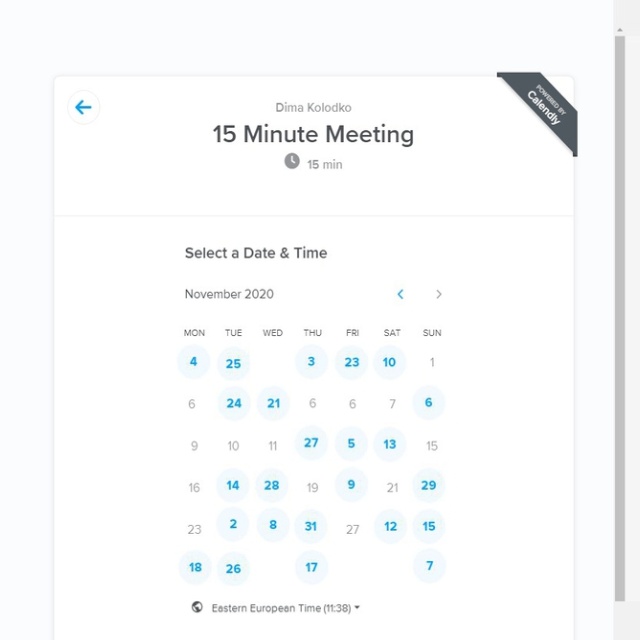 POWERED BY
Calendly
Dima Kolodko
15 Minute Meeting
15 min
Select a Date & Time
November 2020
MON TUE WED THU FRI SAT SUN
4 25 3 23 10 1
6 24 21 6 6 7 6
9 10 11 27 5 13 15
16 14 28 19 9 21 29
23 2 8 31 27 12 15
18 26 17 7
Eastern European Time (11:38)